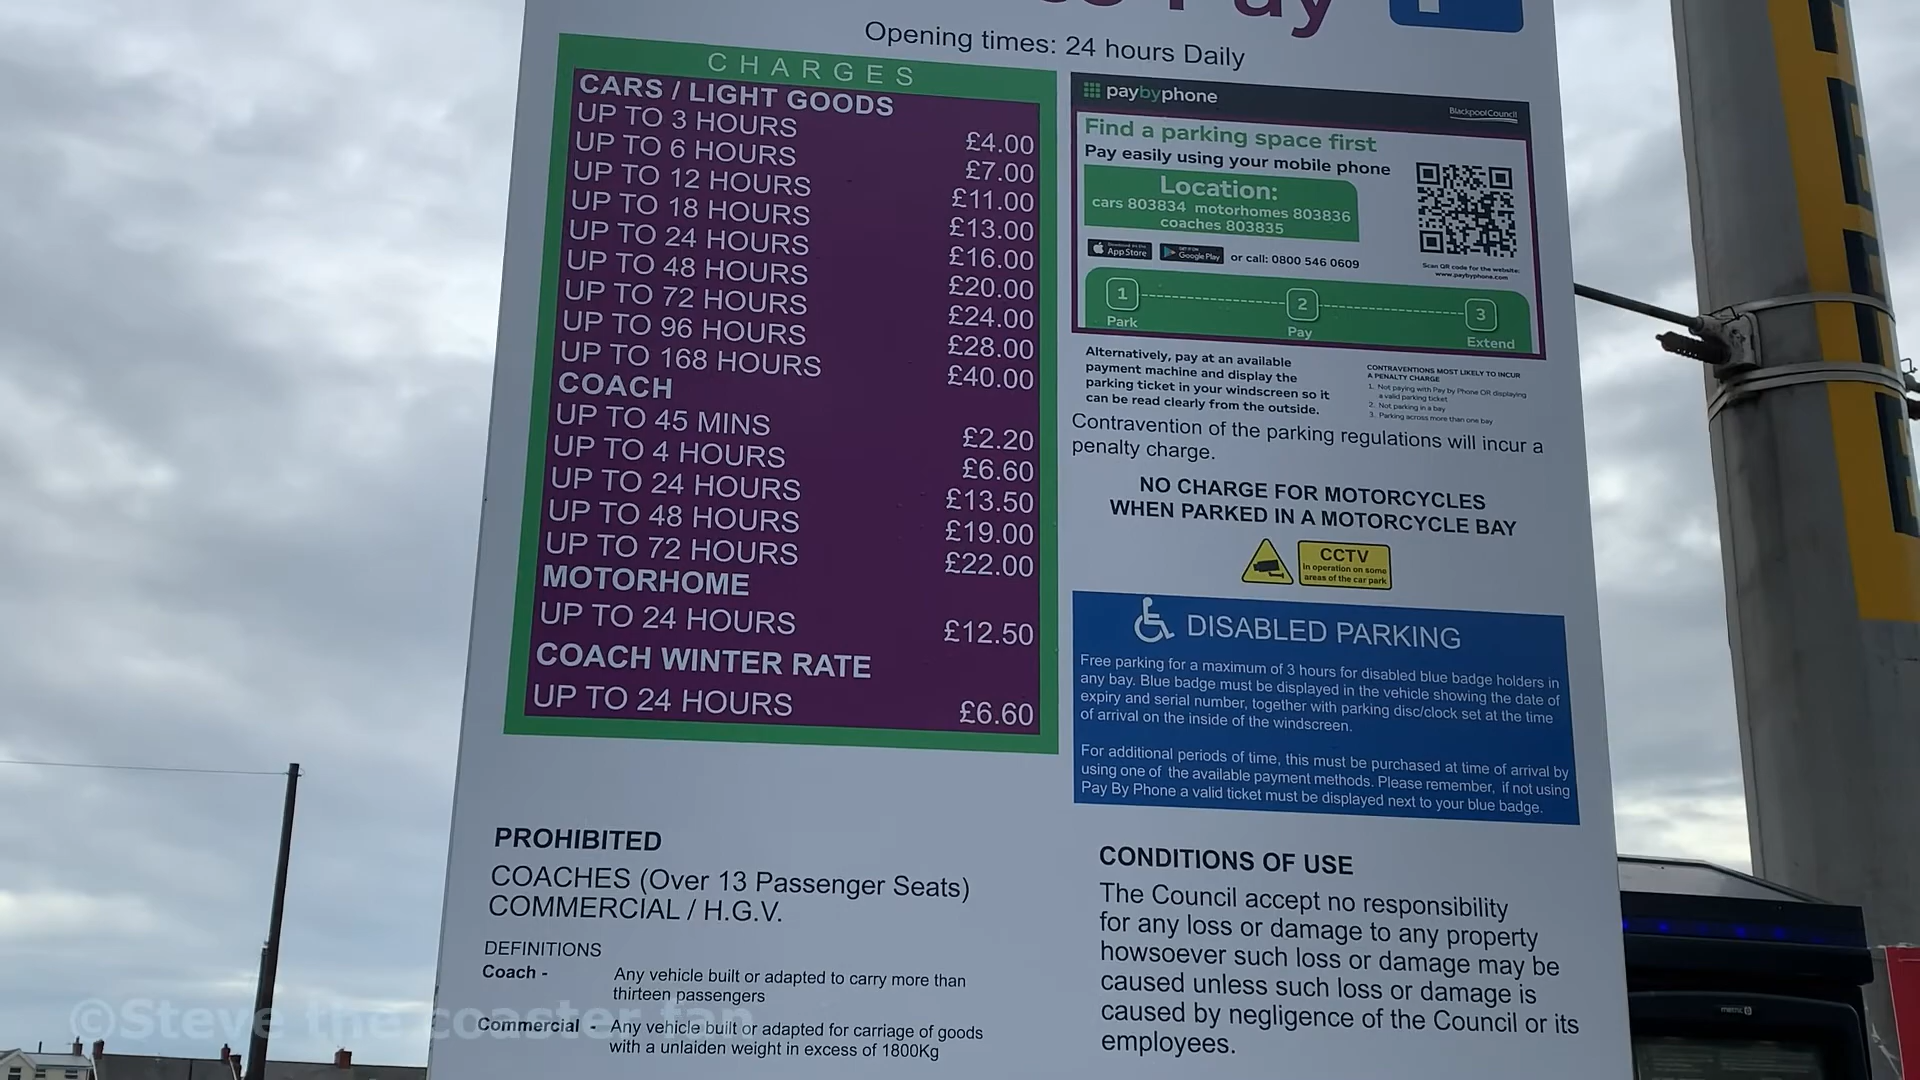 to Pay
Opening times: 24 hours Daily
CHARGES
CARS / LIGHT GOODS
UP TO 3 HOURS £4.00
UP TO 6 HOURS £7.00
UP TO 12 HOURS £11.00
UP TO 18 HOURS £13.00
UP TO 24 HOURS £16.00
UP TO 48 HOURS £20.00
UP TO 72 HOURS £24.00
UP TO 96 HOURS £28.00
UP TO 168 HOURS £40.00
COACH
UP TO 45 MINS £2.20
UP TO 4 HOURS £6.60
UP TO 24 HOURS £13.50
UP TO 48 HOURS £19.00
UP TO 72 HOURS £22.00
MOTORHOME
UP TO 24 HOURS £12.50
COACH WINTER RATE
UP TO 24 HOURS £6.60
paybyphone
BlackpoolCouncil
Find a parking space first
Pay easily using your mobile phone
Location:
cars 803834 motorhomes 803836
coaches 803835
Download on the App Store
GET IT ON Google Play
or call: 0800 546 0609
Scan QR code for the website:
www.paybyphone.com
1 2 3
Park Pay Extend
Alternatively, pay at an available
payment machine and display the
parking ticket in your windscreen so it
can be read clearly from the outside.
CONTRAVENTIONS MOST LIKELY TO INCUR
A PENALTY CHARGE
1. Not paying with Pay by Phone OR displaying
a valid parking ticket
2. Not parking in a bay
3. Parking across more than one bay
Contravention of the parking regulations will incur a
penalty charge.
NO CHARGE FOR MOTORCYCLES
WHEN PARKED IN A MOTORCYCLE BAY
CCTV
In operation on some
areas of the car park
DISABLED PARKING
Free parking for a maximum of 3 hours for disabled blue badge holders in
any bay. Blue badge must be displayed in the vehicle showing the date of
expiry and serial number, together with parking disc/clock set at the time
of arrival on the inside of the windscreen.
For additional periods of time, this must be purchased at time of arrival by
using one of the available payment methods. Please remember, if not using
Pay By Phone a valid ticket must be displayed next to your blue badge.
PROHIBITED
COACHES (Over 13 Passenger Seats)
COMMERCIAL / H.G.V.
DEFINITIONS
Coach - Any vehicle built or adapted to carry more than
thirteen passengers
Commercial - Any vehicle built or adapted for carriage of goods
with a unlaiden weight in excess of 1800Kg
CONDITIONS OF USE
The Council accept no responsibility
for any loss or damage to any property
howsoever such loss or damage may be
caused unless such loss or damage is
caused by negligence of the Council or its
employees.
©Steve the coaster fan